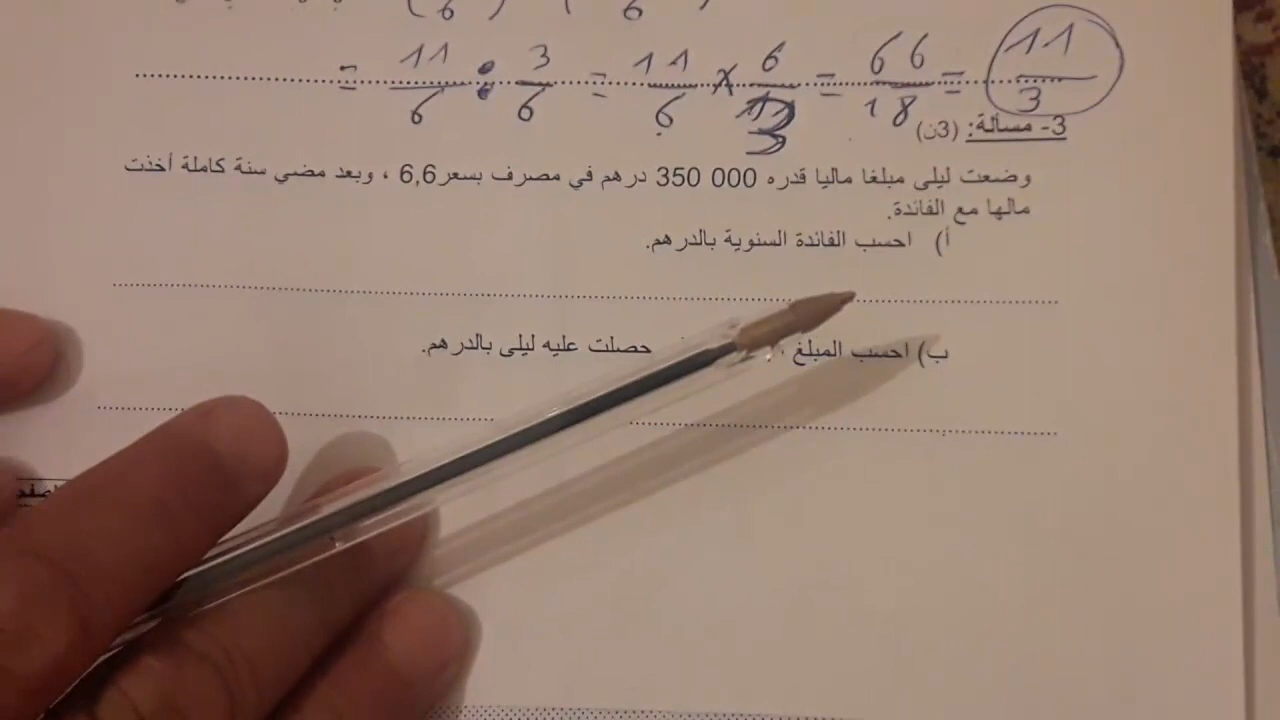 = 11/6 : 3/6 = 11/6 × 6/3 = 66/18 = 11/3
3- مسألة: (3ن)
وضعت ليلى مبلغا ماليا قدره 000 350 درهم في مصرف بسعر6,6 ، وبعد مضي سنة كاملة أخذت
مالها مع الفائدة.
أ) احسب الفائدة السنوية بالدرهم.
ب) احسب المبلغ حصلت عليه ليلى بالدرهم.